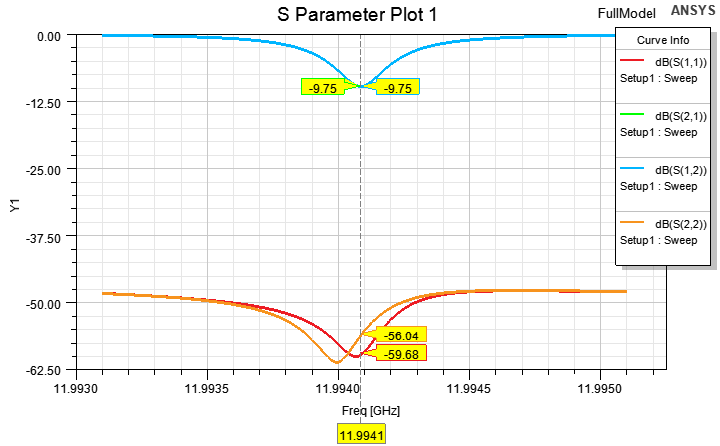 S Parameter Plot 1
FullModel
ANSYS
Curve Info
dB(S(1,1))
Setup1 : Sweep
dB(S(2,1))
Setup1 : Sweep
dB(S(1,2))
Setup1 : Sweep
dB(S(2,2))
Setup1 : Sweep
Y1
0.00
-12.50
-25.00
-37.50
-50.00
-62.50
-9.75
-9.75
-56.04
-59.68
11.9930
11.9935
11.9940
11.9945
11.9950
Freq [GHz]
11.9941